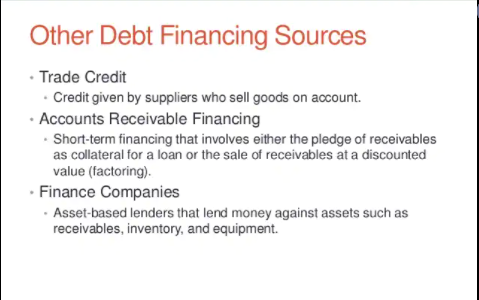 Other Debt Financing Sources
• Trade Credit
• Credit given by suppliers who sell goods on account.
• Accounts Receivable Financing
• Short-term financing that involves either the pledge of receivables
as collateral for a loan or the sale of receivables at a discounted
value (factoring).
• Finance Companies
• Asset-based lenders that lend money against assets such as
receivables, inventory, and equipment.